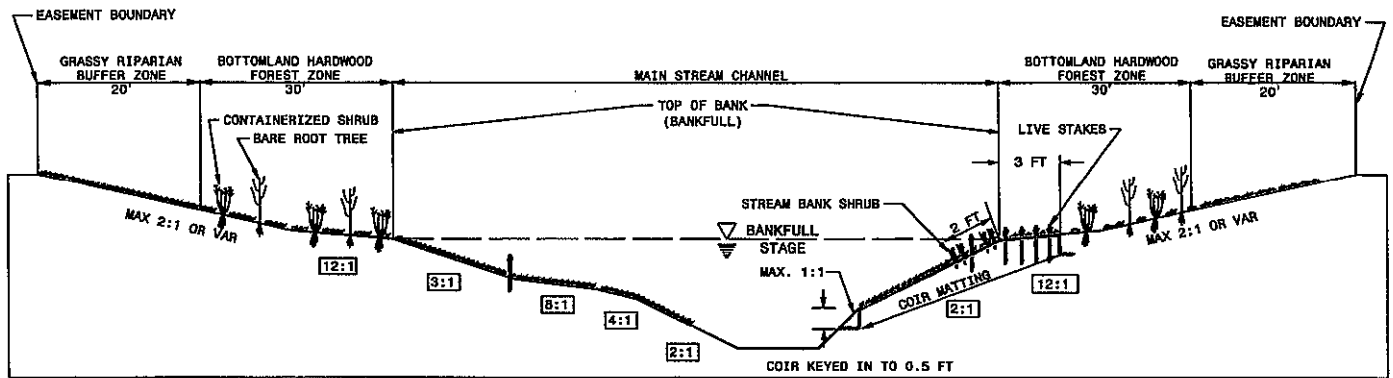 EASEMENT BOUNDARY
EASEMENT BOUNDARY
GRASSY RIPARIAN
BUFFER ZONE
20'
BOTTOMLAND HARDWOOD
FOREST ZONE
30'
MAIN STREAM CHANNEL
BOTTOMLAND HARDWOOD
FOREST ZONE
30'
GRASSY RIPARIAN
BUFFER ZONE
20'
TOP OF BANK
(BANKFULL)
CONTAINERIZED SHRUB
BARE ROOT TREE
LIVE STAKES
3 FT
STREAM BANK SHRUB
2 FT
BANKFULL
STAGE
MAX 2:1 OR VAR
MAX 2:1 OR VAR
12:1
3:1
8:1
4:1
2:1
MAX. 1:1
COIR MATTING
2:1
12:1
COIR KEYED IN TO 0.5 FT